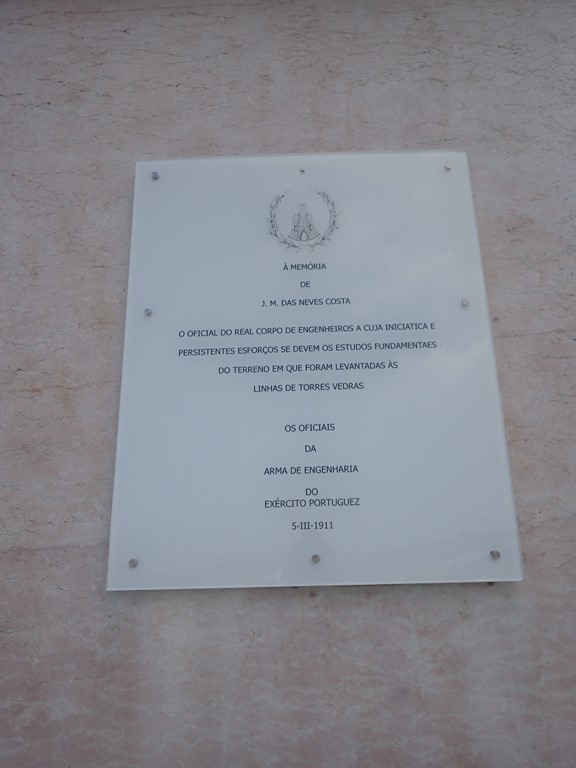 À MEMÓRIA
DE
J. M. DAS NEVES COSTA
O OFICIAL DO REAL CORPO DE ENGENHEIROS A CUJA INICIATICA E
PERSISTENTES ESFORÇOS SE DEVEM OS ESTUDOS FUNDAMENTAES
DO TERRENO EM QUE FORAM LEVANTADAS ÀS
LINHAS DE TORRES VEDRAS
OS OFICIAIS
DA
ARMA DE ENGENHARIA
DO
EXÉRCITO PORTUGUEZ
5-III-1911